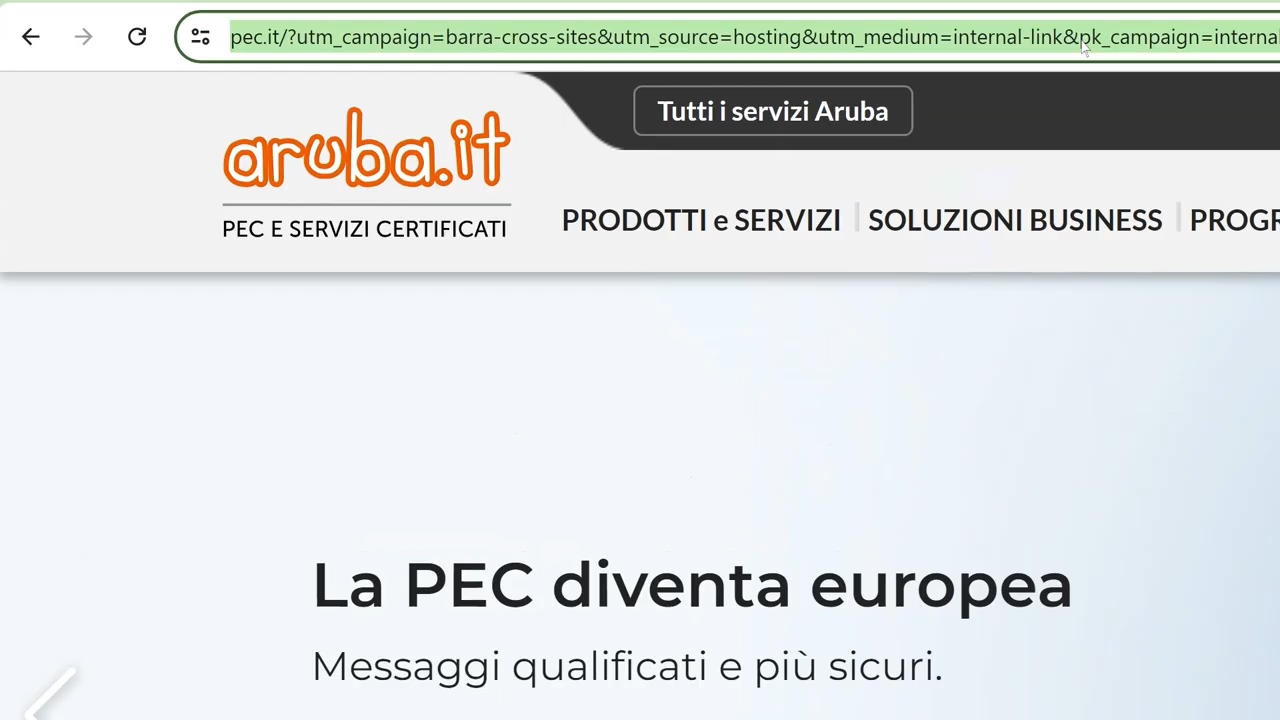 pec.it/?utm_campaign=barra-cross-sites&utm_source=hosting&utm_medium=internal-link&pk_campaign=internal
Tutti i servizi Aruba
aruba.it
PEC E SERVIZI CERTIFICATI
PRODOTTI e SERVIZI SOLUZIONI BUSINESS PROGR
La PEC diventa europea
Messaggi qualificati e più sicuri.